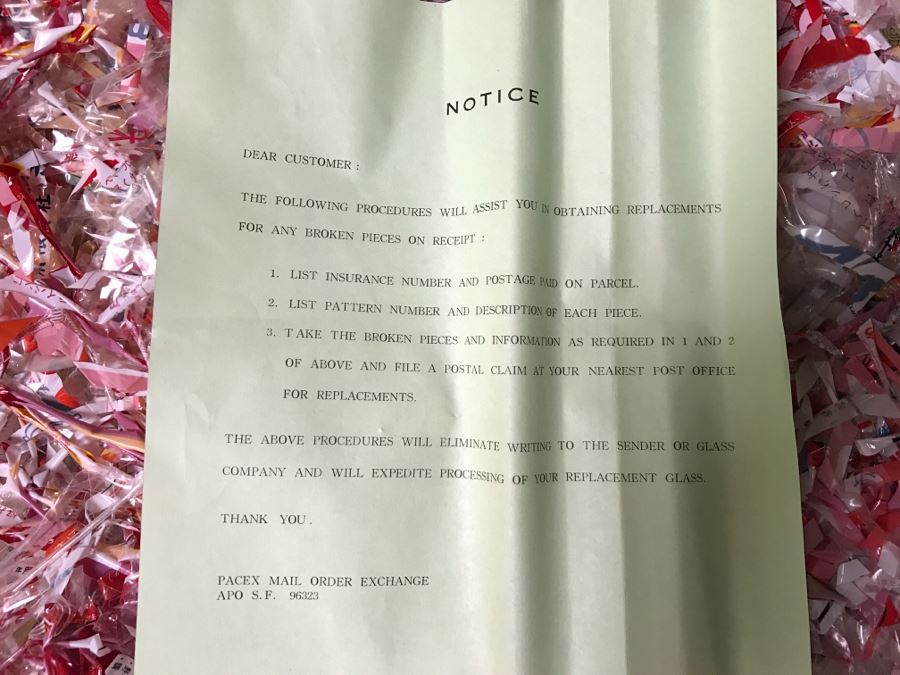 NOTICE
DEAR CUSTOMER :
THE FOLLOWING PROCEDURES WILL ASSIST YOU IN OBTAINING REPLACEMENTS
FOR ANY BROKEN PIECES ON RECEIPT :
1. LIST INSURANCE NUMBER AND POSTAGE PAID ON PARCEL.
2. LIST PATTERN NUMBER AND DESCRIPTION OF EACH PIECE.
3. TAKE THE BROKEN PIECES AND INFORMATION AS REQUIRED IN 1 AND 2
OF ABOVE AND FILE A POSTAL CLAIM AT YOUR NEAREST POST OFFICE
FOR REPLACEMENTS.
THE ABOVE PROCEDURES WILL ELIMINATE WRITING TO THE SENDER OR GLASS
COMPANY AND WILL EXPEDITE PROCESSING OF YOUR REPLACEMENT GLASS.
THANK YOU.
PACEX MAIL ORDER EXCHANGE
APO S.F. 96323